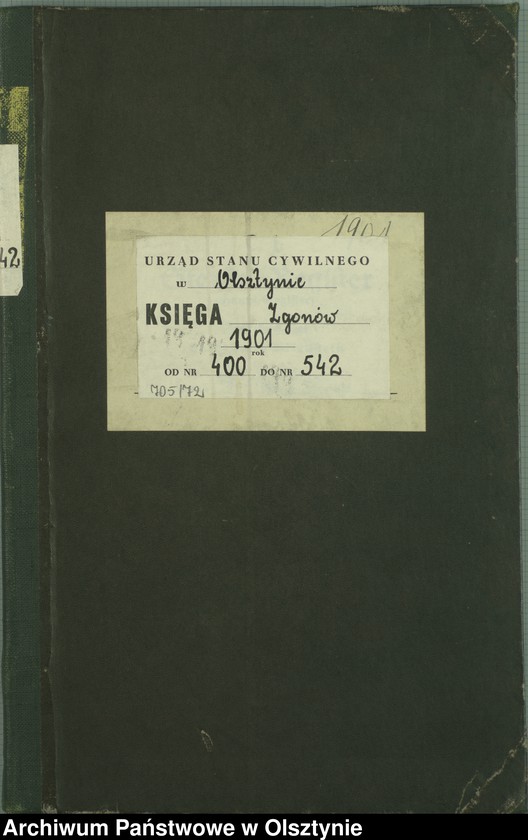 1901
URZĄD STANU CYWILNEGO
w Olsztynie
KSIĘGA Zgonów
1901
rok
OD NR 400 DO NR 542
705/72
42
Archiwum Państwowe w Olsztynie